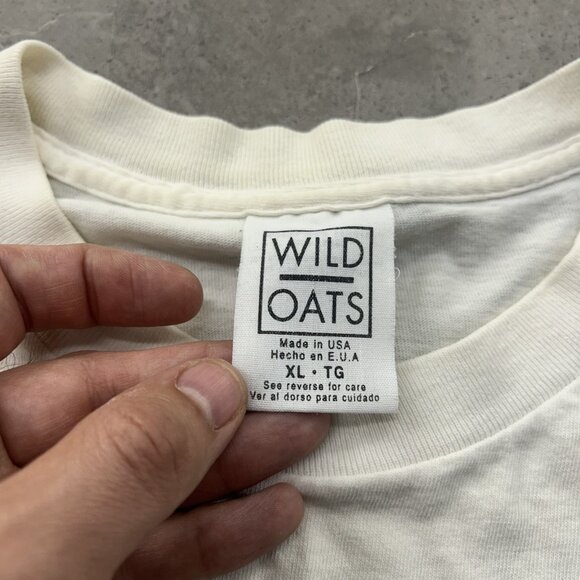 WILD
OATS
Made in USA
Hecho en E.U.A
XL • TG
See reverse for care
Ver al dorso para cuidado